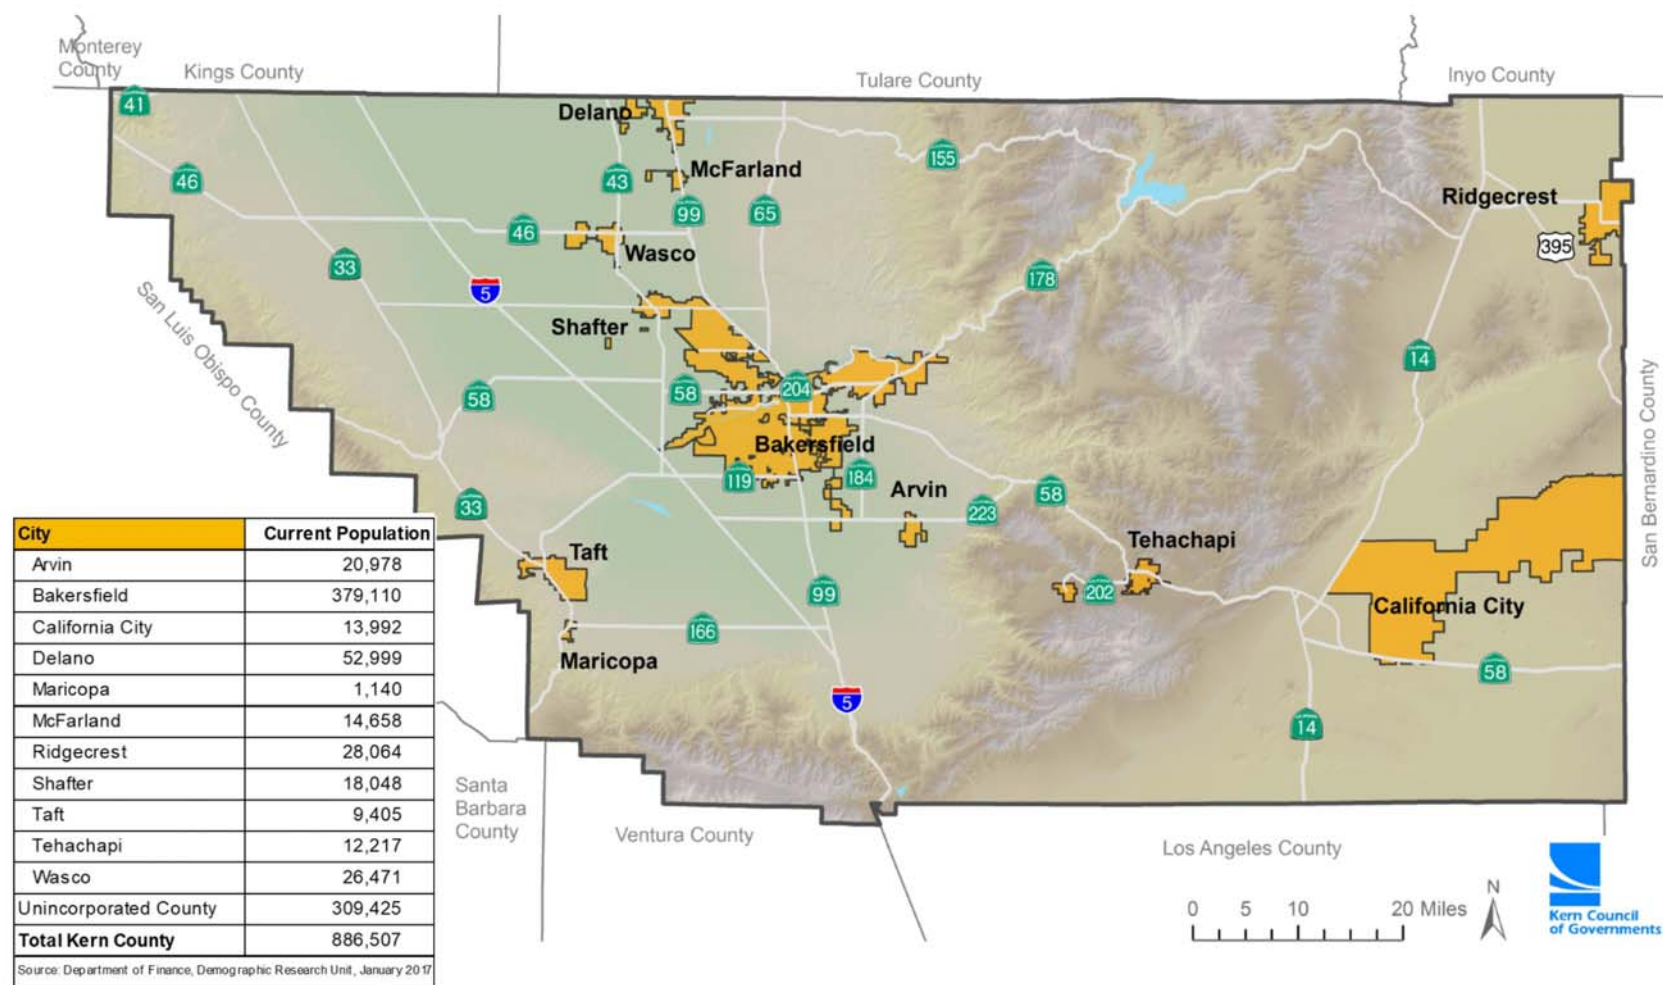 Monterey
County
Kings County
Tulare County
Inyo County
41
Delano
155
46
43
McFarland
Ridgecrest
99
65
46
Wasco
395
33
178
5
San Luis Obispo County
Shafter
14
58
58
204
San Bernardino County
Bakersfield
119
184
Arvin
58
33
223
Taft
Tehachapi
99
202
California City
166
Maricopa
58
5
14
City Current Population
Arvin 20,978
Bakersfield 379,110
California City 13,992
Delano 52,999
Maricopa 1,140
McFarland 14,658
Ridgecrest 28,064
Shafter 18,048
Taft 9,405
Tehachapi 12,217
Wasco 26,471
Unincorporated County 309,425
Total Kern County 886,507
Source: Department of Finance, Demographic Research Unit, January 2017
Santa
Barbara
County
Ventura County
Los Angeles County
0 5 10 20 Miles
N
Kern Council
of Governments